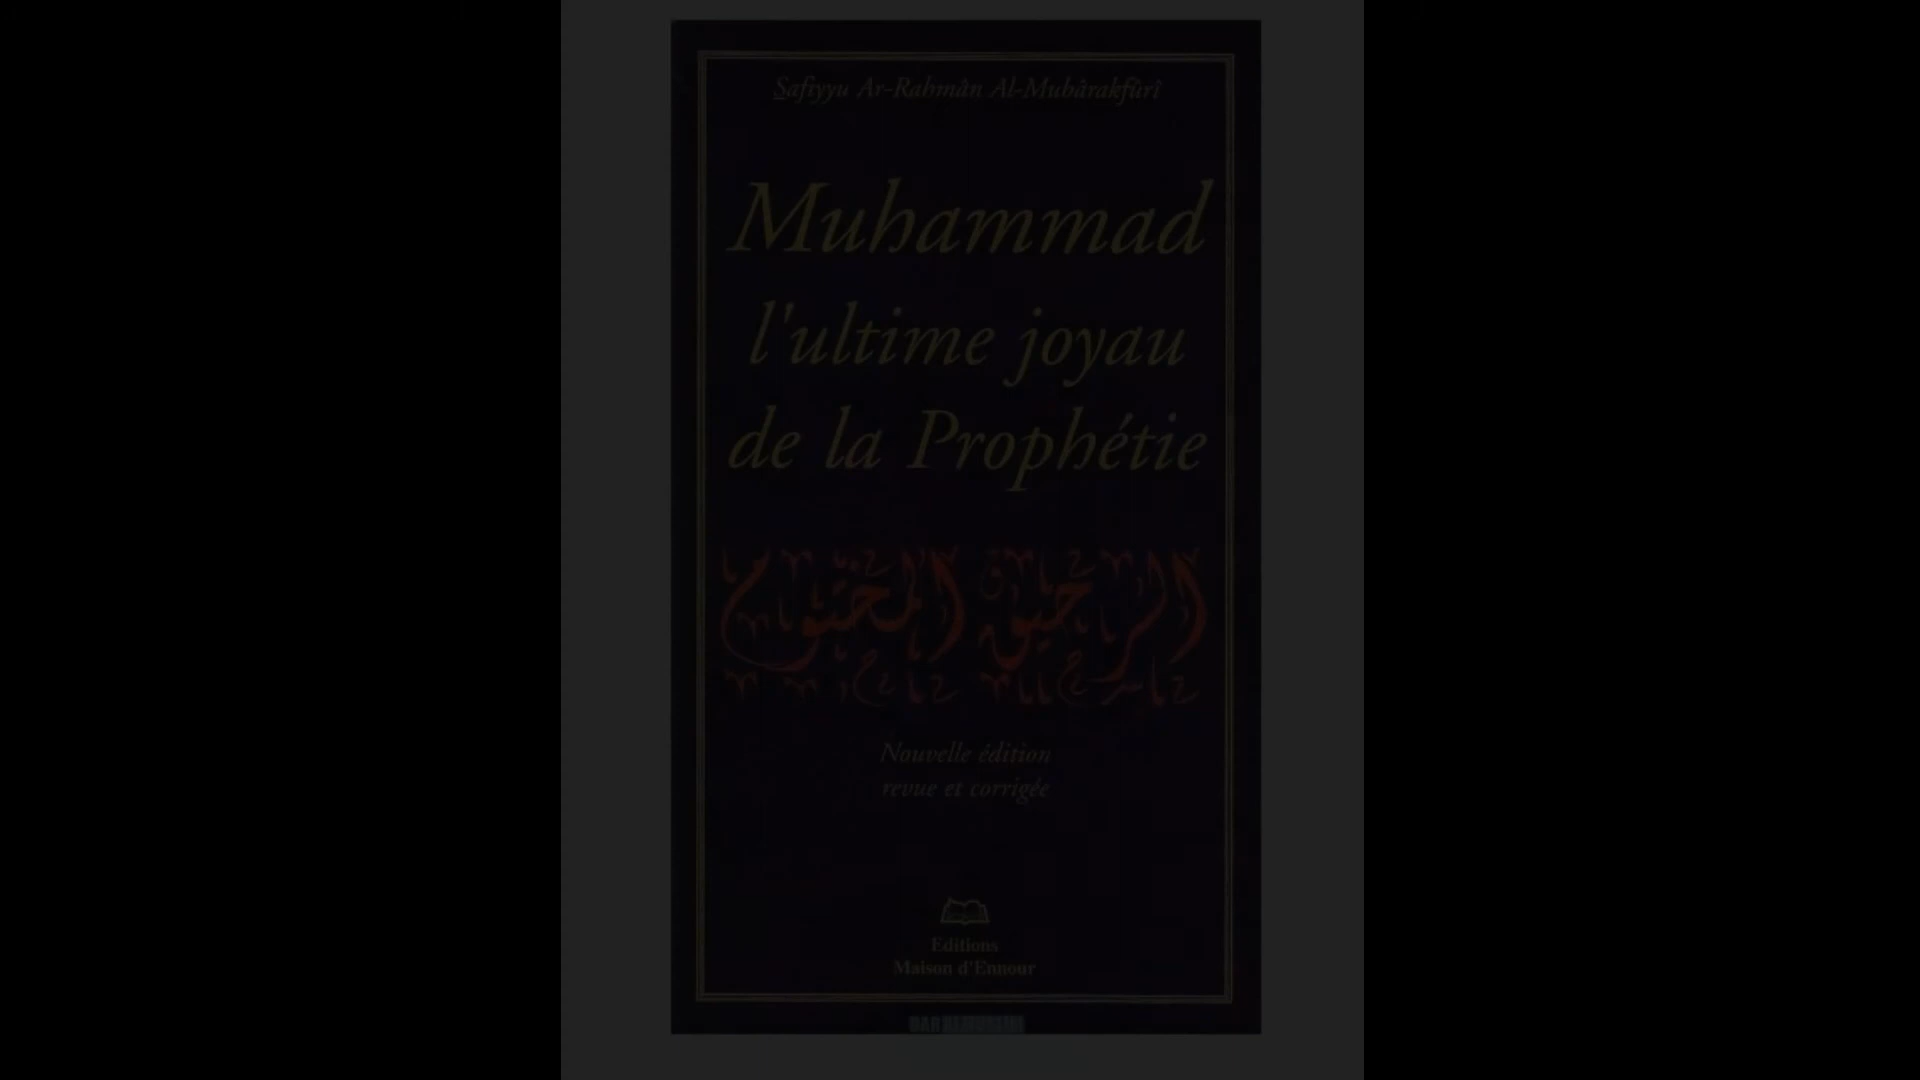 Safiyyu Ar-Rahmân Al-Mubârakfûrî
Muhammad
l'ultime joyau
de la Prophétie
الرحيق المختوم
Nouvelle édition
revue et corrigée
Editions
Maison d'Ennour